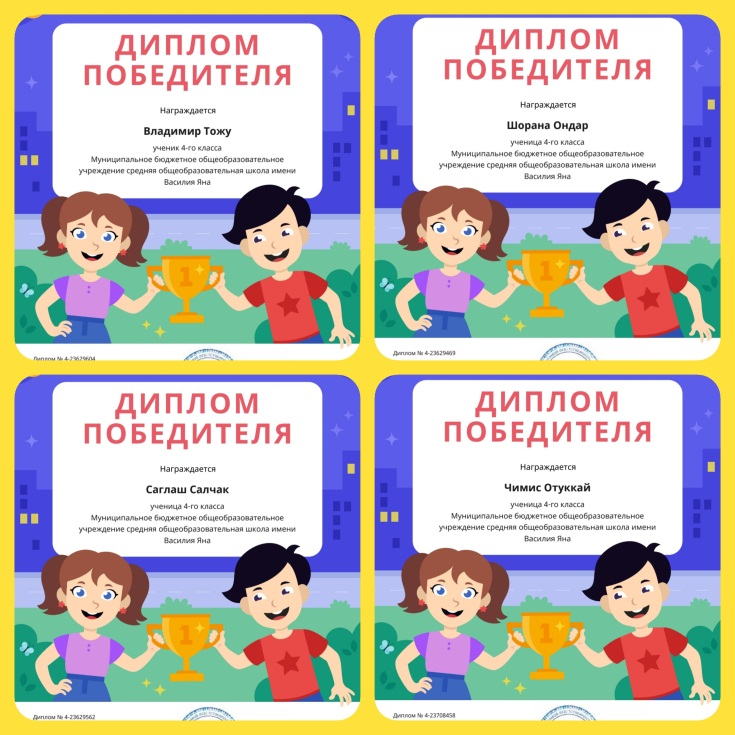 ДИПЛОМ
ПОБЕДИТЕЛЯ
Награждается
Владимир Тожу
ученик 4-го класса
Муниципальное бюджетное общеобразовательное
учреждение средняя общеобразовательная школа имени
Василия Яна
1
Диплом № 4-23629604
ДИПЛОМ
ПОБЕДИТЕЛЯ
Награждается
Шорана Ондар
ученица 4-го класса
Муниципальное бюджетное общеобразовательное
учреждение средняя общеобразовательная школа имени
Василия Яна
1
Диплом № 4-23629469
ДИПЛОМ
ПОБЕДИТЕЛЯ
Награждается
Саглаш Салчак
ученица 4-го класса
Муниципальное бюджетное общеобразовательное
учреждение средняя общеобразовательная школа имени
Василия Яна
1
Диплом № 4-23629562
ДИПЛОМ
ПОБЕДИТЕЛЯ
Награждается
Чимис Отуккай
ученица 4-го класса
Муниципальное бюджетное общеобразовательное
учреждение средняя общеобразовательная школа имени
Василия Яна
1
Диплом № 4-23708458